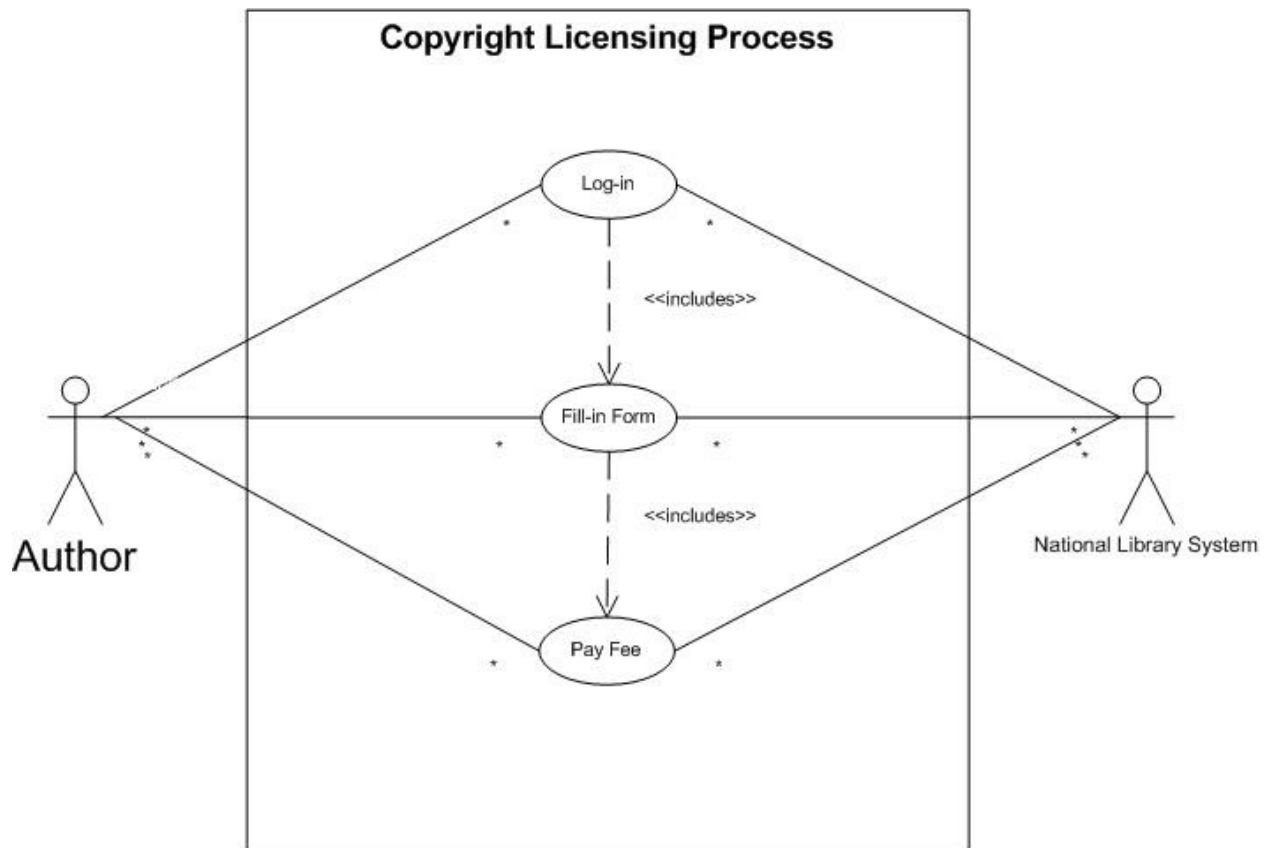 Copyright Licensing Process
Log-in
* *
<<includes>>
Fill-in Form
* *
* * * *
* *
<<includes>>
Author
National Library System
Pay Fee
* *